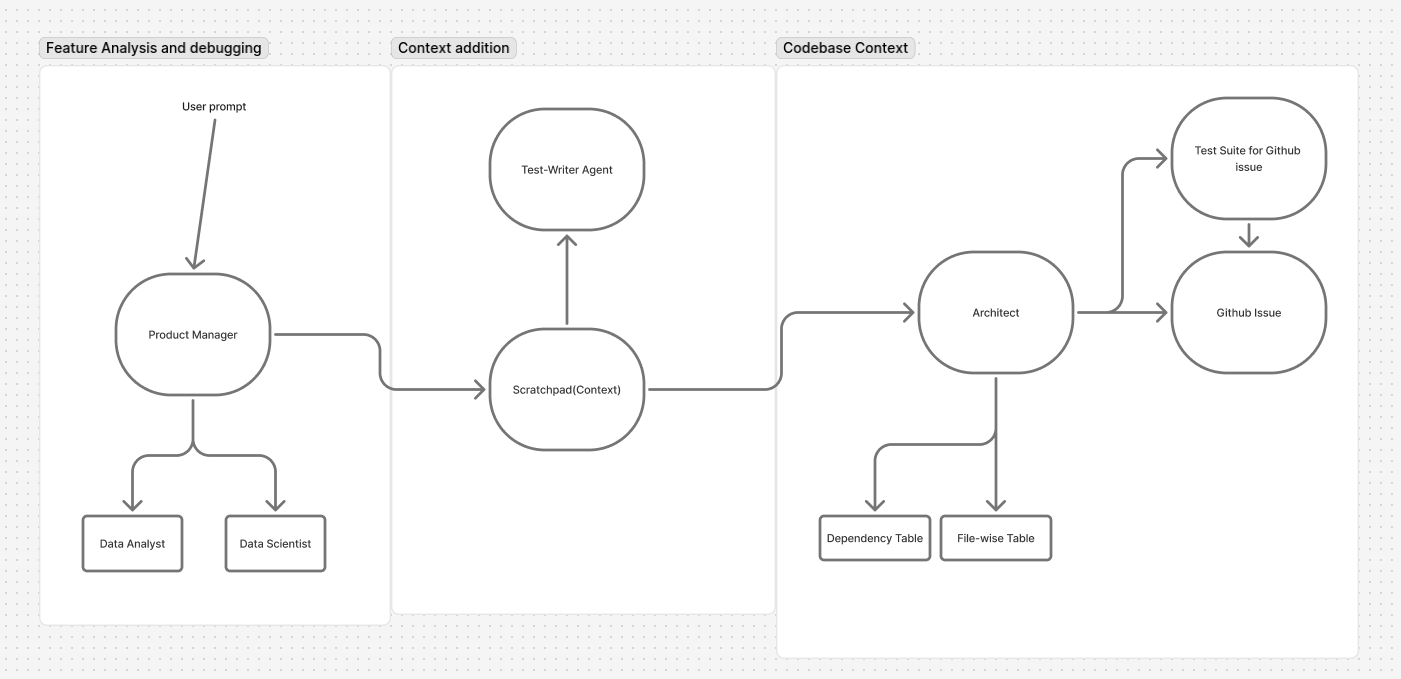 Feature Analysis and debugging
Context addition
Codebase Context
User prompt
Product Manager
Data Analyst
Data Scientist
Test-Writer Agent
Scratchpad(Context)
Architect
Dependency Table
File-wise Table
Test Suite for Github
issue
Github Issue